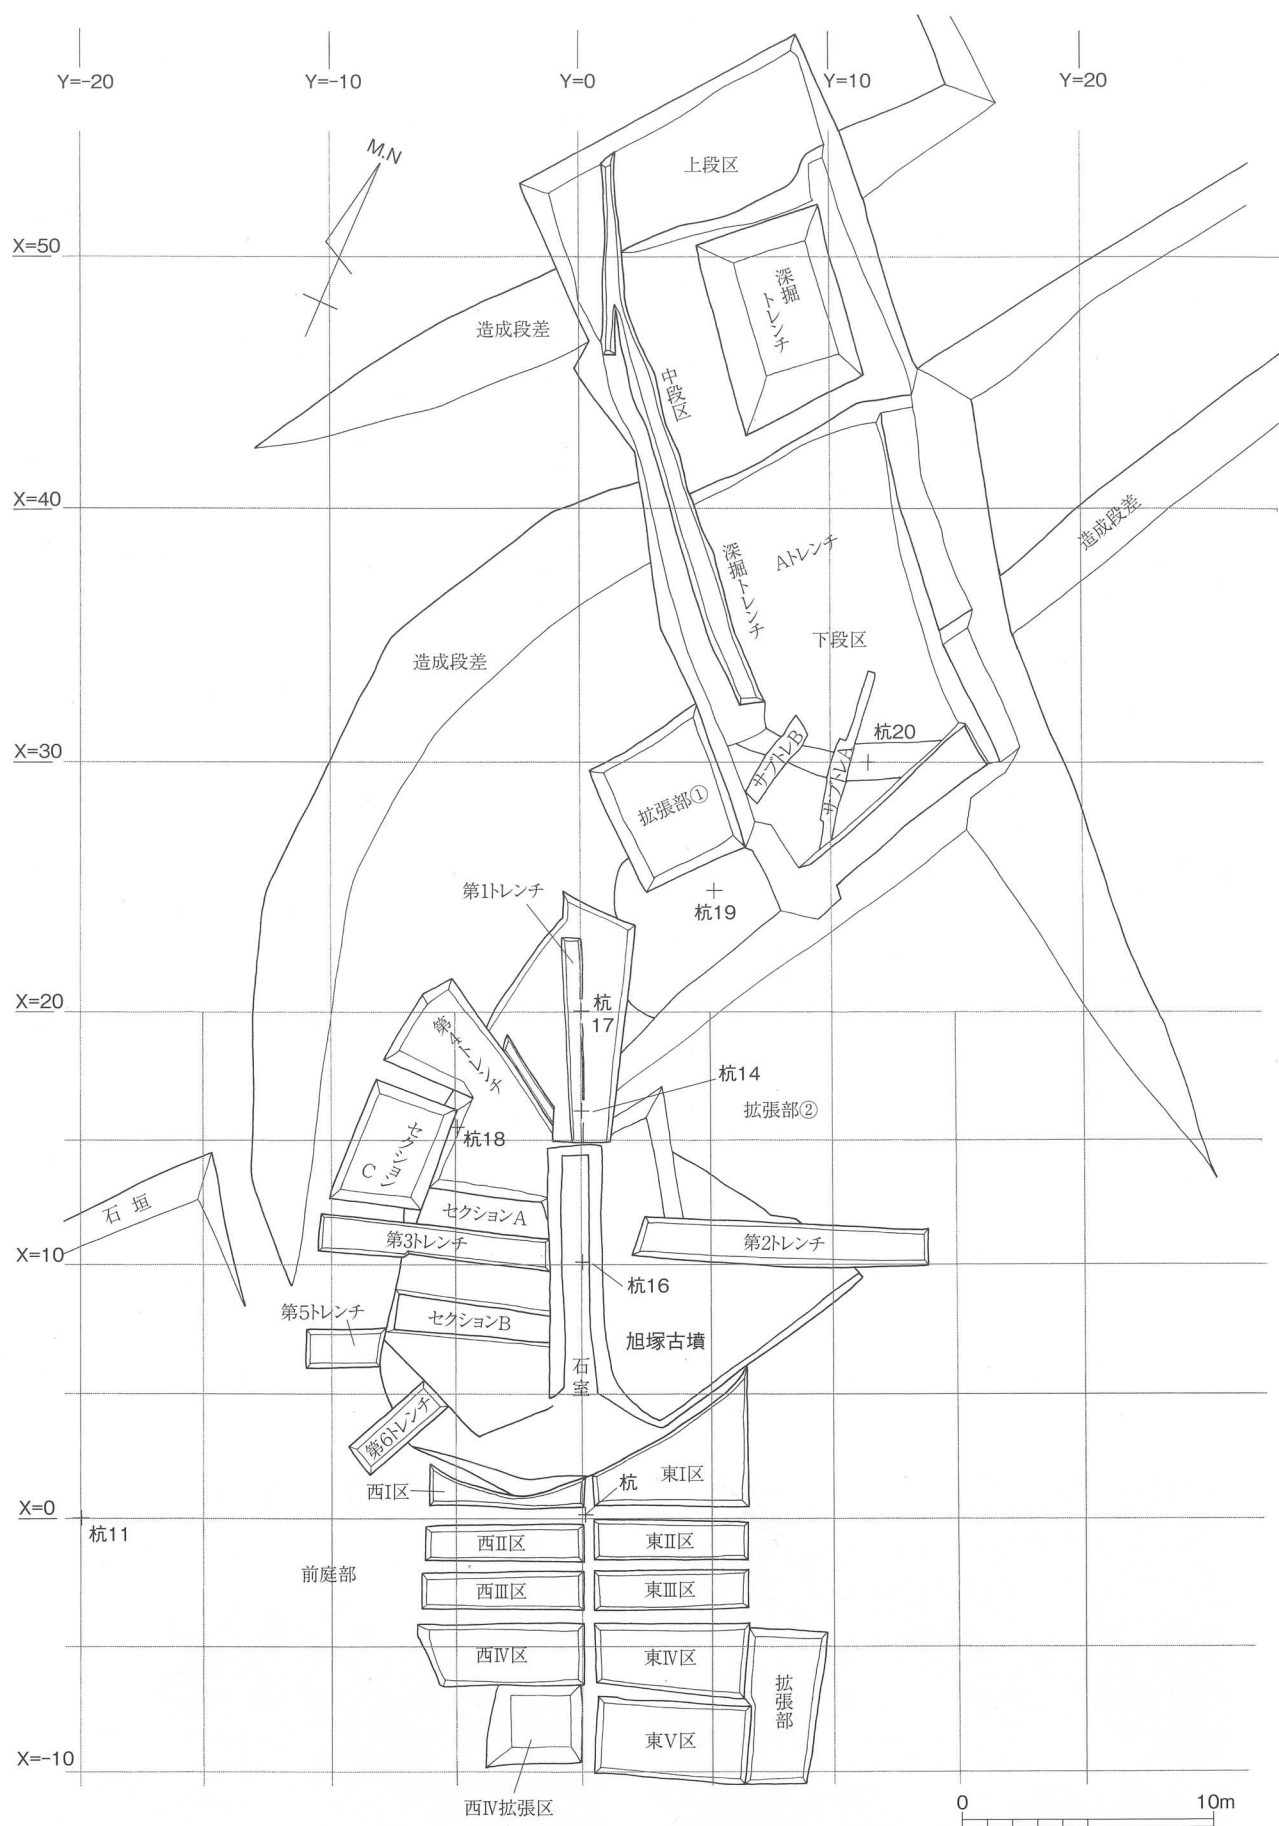 Y=-20
Y=-10
Y=0
Y=10
Y=20
M.N
上段区
X=50
深掘トレンチ
造成段差
中段区
X=40
造成段差
Aトレンチ
深掘トレンチ
下段区
造成段差
杭20
X=30
サブトレB
サブトレA
拡張部①
第1トレンチ
杭19
X=20
杭17
第4トレンチ
杭14
拡張部②
杭18
セクションC
石垣
セクションA
第3トレンチ
第2トレンチ
X=10
杭16
第5トレンチ
セクションB
旭塚古墳
石室
第6トレンチ
東I区
杭
西I区
X=0
杭11
西II区
東II区
前庭部
西III区
東III区
西IV区
東IV区
拡張部
東V区
X=-10
西IV拡張区
0
10m